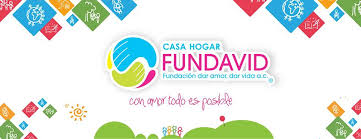 CASA HOGAR
FUNDAVID
Fundación dar amor, dar vida a.c.
con amor todo es posible